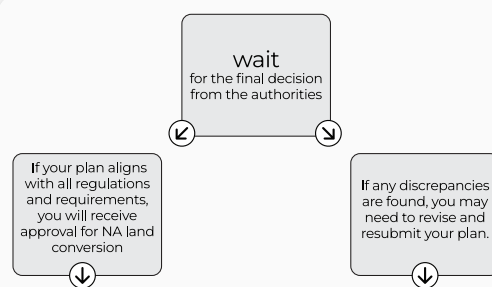 wait
for the final decision
from the authorities
If your plan aligns
with all regulations
and requirements,
you will receive
approval for NA land
conversion
If any discrepancies
are found, you may
need to revise and
resubmit your plan.